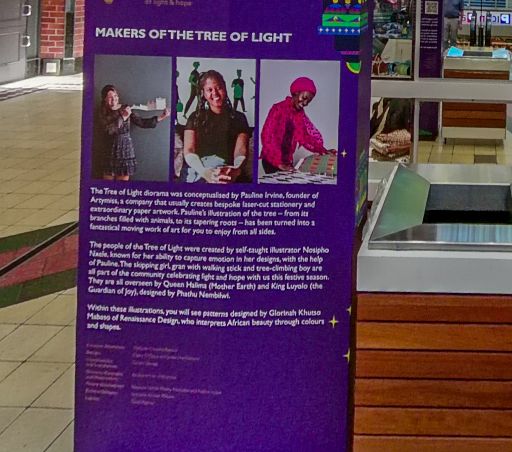 of light & hope
MAKERS OF THE TREE OF LIGHT
The Tree of Light diorama was conceptualised by Pauline Irvine, founder of
Artymiss, a company that usually creates bespoke laser-cut stationery and
extraordinary paper artwork. Pauline's illustration of the tree – from its
branches filled with animals, to its tapering roots – has been turned into a
fantastical moving work of art for you to enjoy from all sides.
The people of the Tree of Light were created by self-taught illustrator Nosipho
Nxele, known for her ability to capture emotion in her designs, with the help
of Pauline. The skipping girl, gran with walking stick and tree-climbing boy are
all part of the community celebrating light and hope with us this festive season.
They are all overseen by Queen Halima (Mother Earth) and King Luyolo (the
Guardian of Joy), designed by Phathu Nembilwi.
Within these illustrations, you will see patterns designed by Glorinah Khutso
Mabaso of Renaissance Design, who interprets African beauty through colours
and shapes.